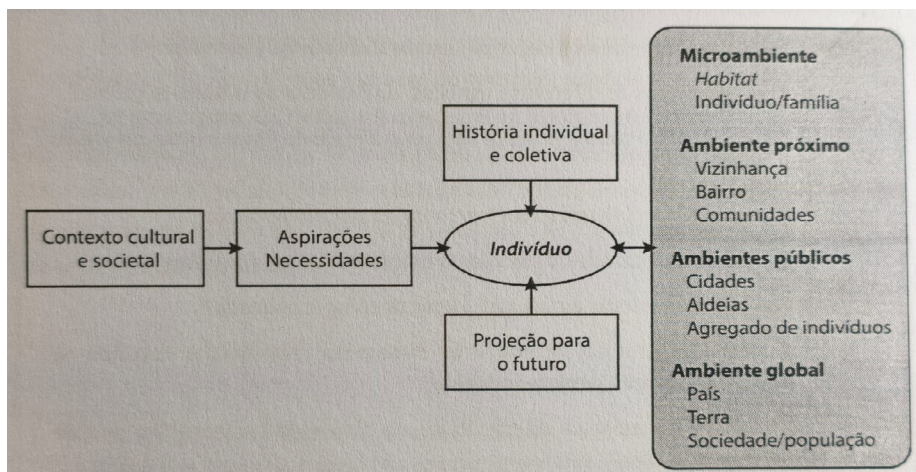 Contexto cultural
e societal
Aspirações
Necessidades
História individual
e coletiva
Indivíduo
Projeção para
o futuro
Microambiente
Habitat
Indivíduo/família
Ambiente próximo
Vizinhança
Bairro
Comunidades
Ambientes públicos
Cidades
Aldeias
Agregado de indivíduos
Ambiente global
País
Terra
Sociedade/população